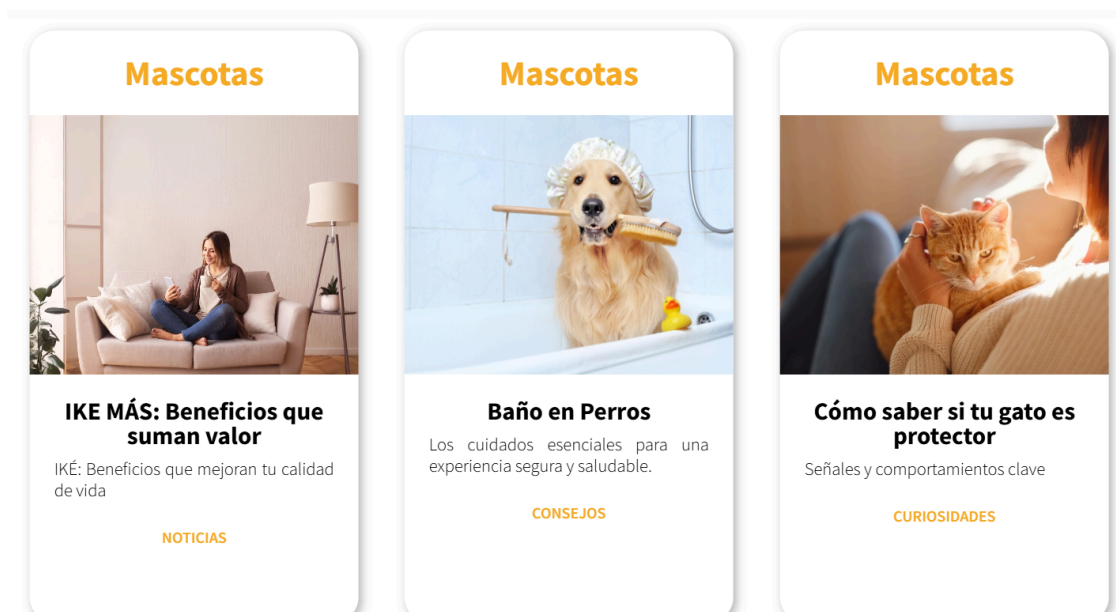 Mascotas
IKE MÁS: Beneficios que
suman valor
IKÉ: Beneficios que mejoran tu calidad
de vida
NOTICIAS
Mascotas
Baño en Perros
Los cuidados esenciales para una
experiencia segura y saludable.
CONSEJOS
Mascotas
Cómo saber si tu gato es
protector
Señales y comportamientos clave
CURIOSIDADES